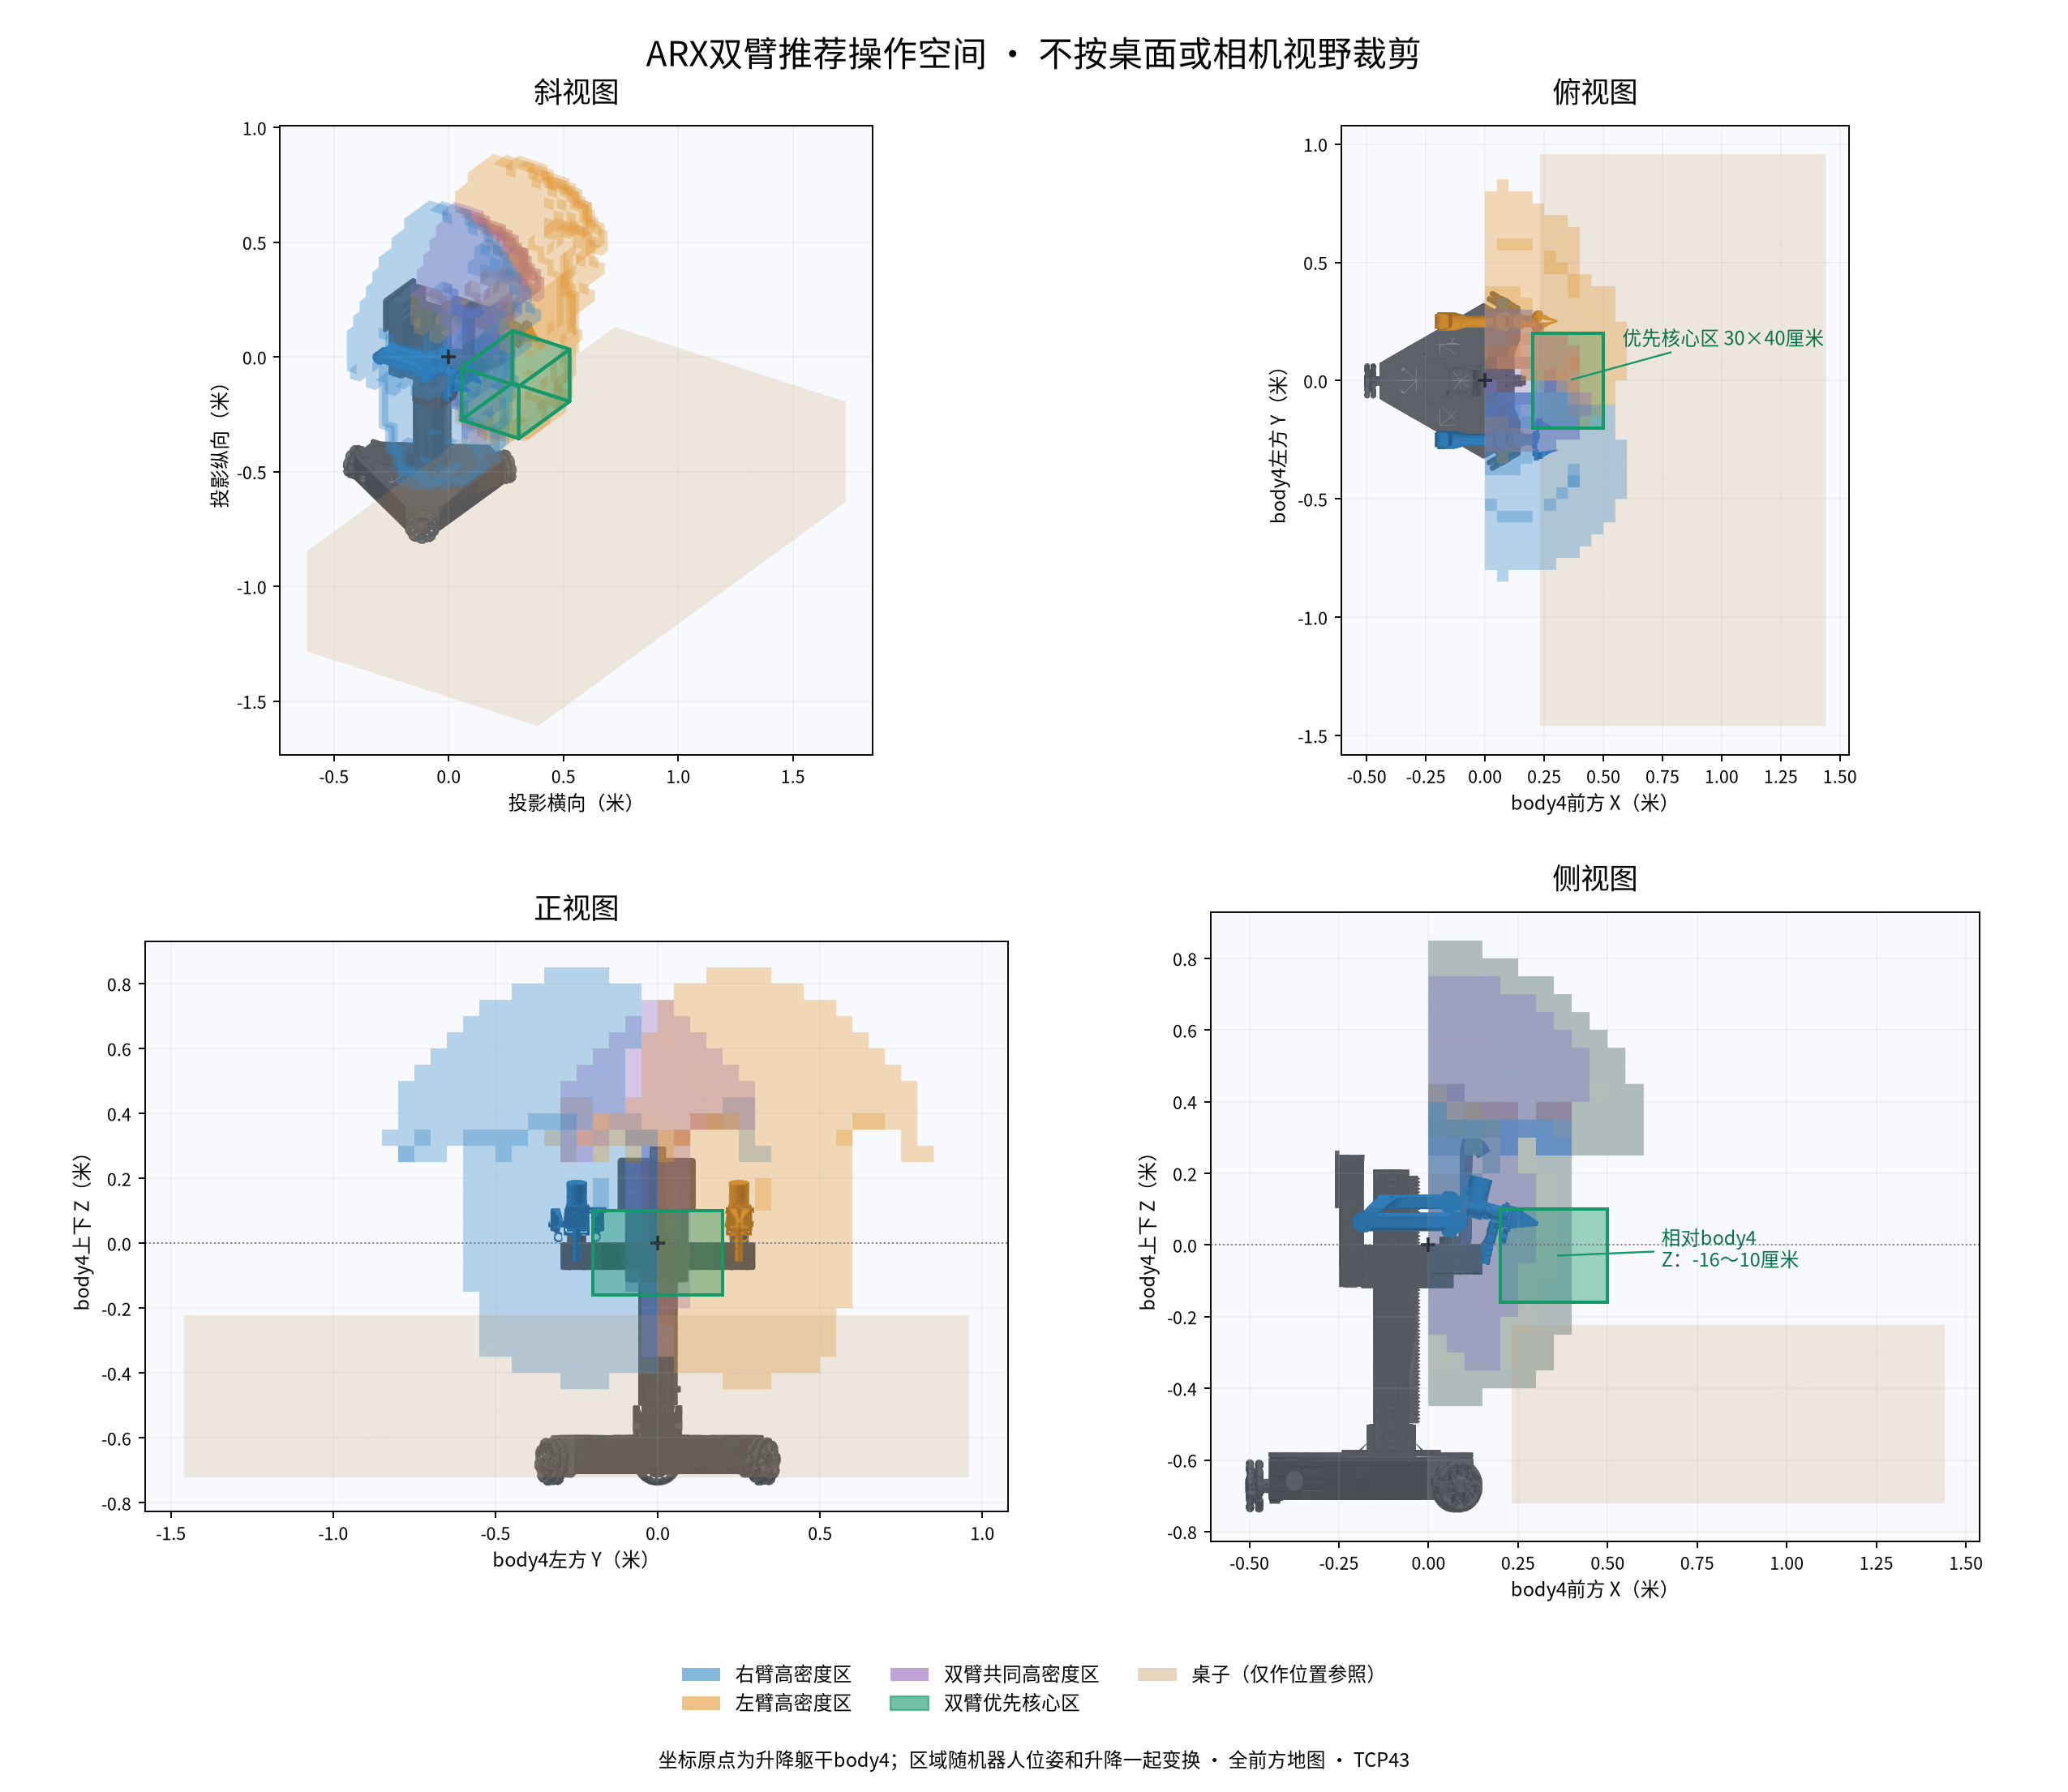 ARX双臂推荐操作空间 · 不按桌面或相机视野裁剪
斜视图
1.0
0.5
0.0
-0.5
-1.0
-1.5
投影纵向（米）
-0.5
0.0
0.5
1.0
1.5
投影横向（米）
俯视图
1.0
0.5
0.0
-0.5
-1.0
-1.5
body4左方 Y（米）
优先核心区 30×40厘米
-0.50
-0.25
0.00
0.25
0.50
0.75
1.00
1.25
1.50
body4前方 X（米）
正视图
0.8
0.6
0.4
0.2
0.0
-0.2
-0.4
-0.6
-0.8
body4上下 Z（米）
-1.5
-1.0
-0.5
0.0
0.5
1.0
body4左方 Y（米）
侧视图
0.8
0.6
0.4
0.2
0.0
-0.2
-0.4
-0.6
-0.8
body4上下 Z（米）
相对body4
Z：-16～10厘米
-0.50
-0.25
0.00
0.25
0.50
0.75
1.00
1.25
1.50
body4前方 X（米）
右臂高密度区
左臂高密度区
双臂共同高密度区
双臂优先核心区
桌子（仅作位置参照）
坐标原点为升降躯干body4；区域随机器人位姿和升降一起变换 · 全前方地图 · TCP43